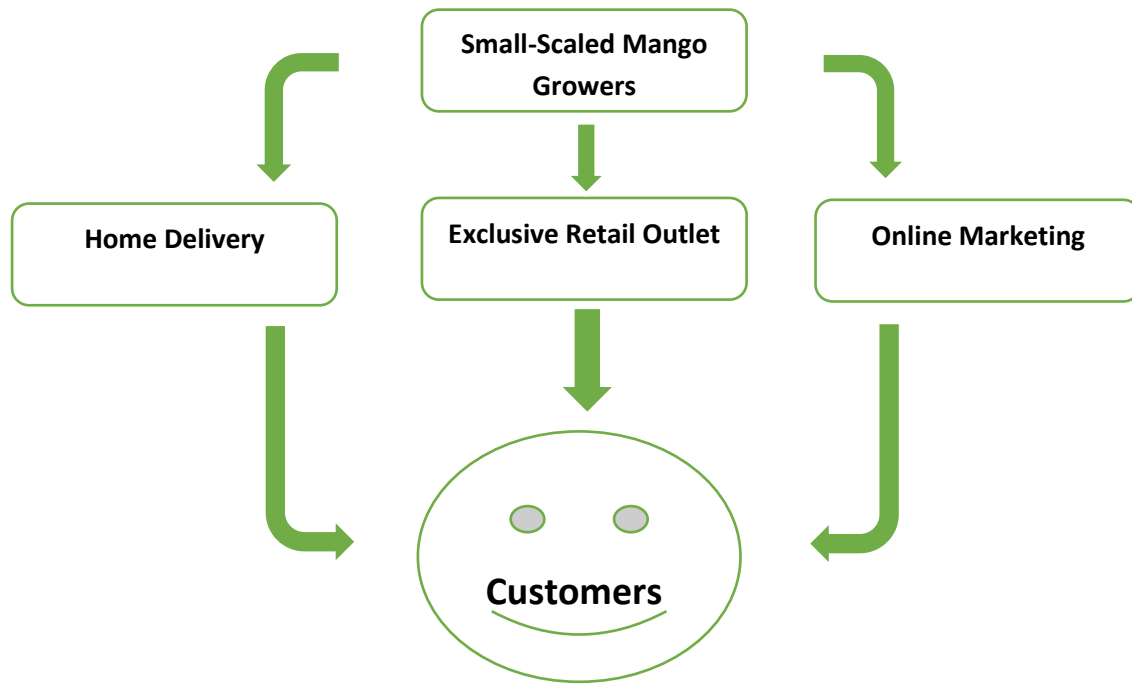 Small-Scaled Mango
Growers
Home Delivery
Exclusive Retail Outlet
Online Marketing
Customers